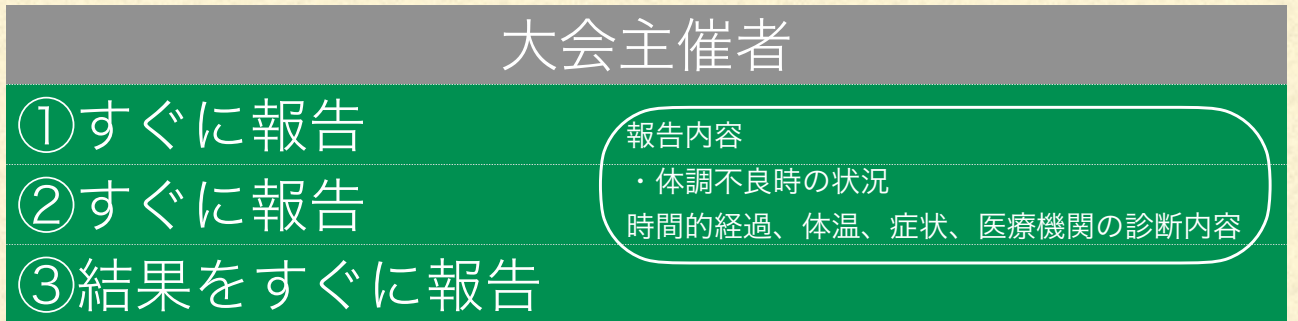 大会主催者
①すぐに報告
②すぐに報告
③結果をすぐに報告
報告内容
・体調不良時の状況
時間的経過、体温、症状、医療機関の診断内容